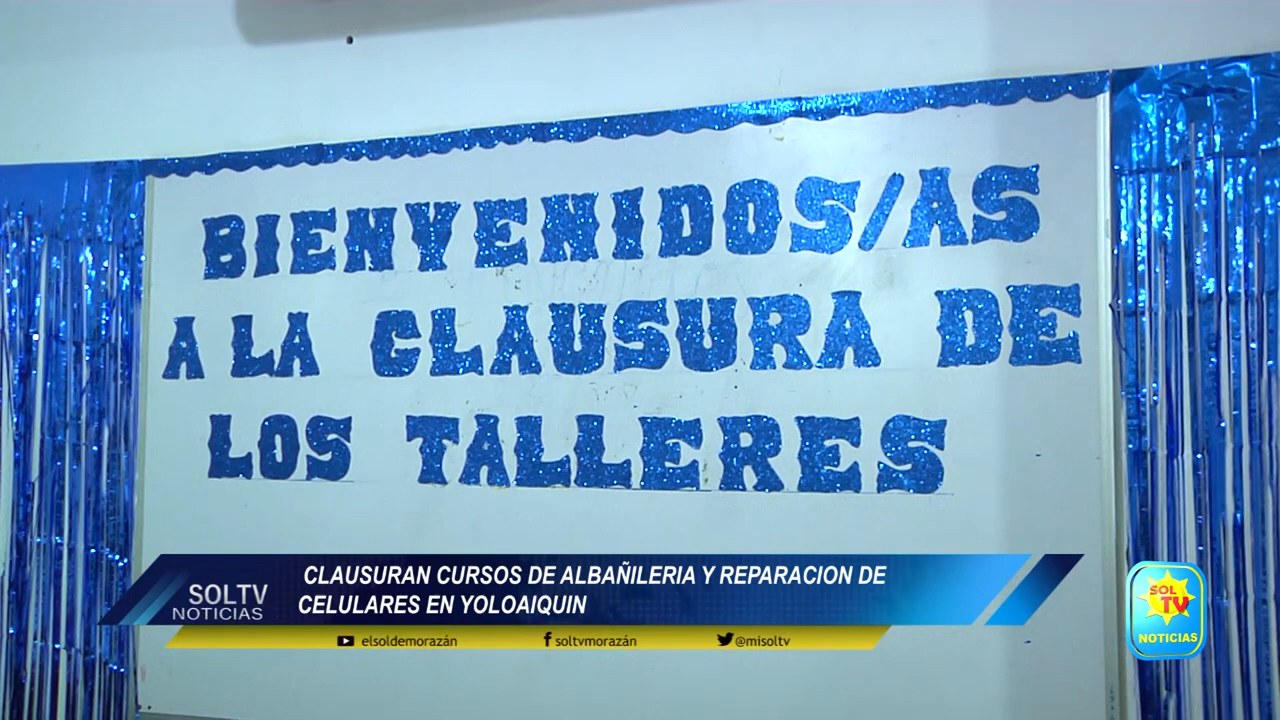 BIENVENIDOS/AS
A LA CLAUSURA DE
LOS TALLERES
SOLTV
NOTICIAS
CLAUSURAN CURSOS DE ALBAÑILERIA Y REPARACION DE
CELULARES EN YOLOAIQUIN
elsoldemorazán soltvmorazán @misoltv
SOL
TV
NOTICIAS